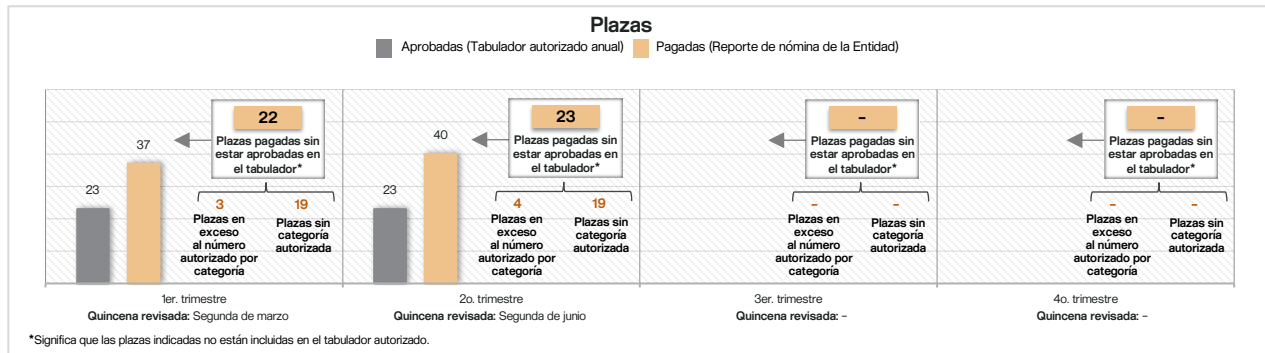 Plazas
Aprobadas (Tabulador autorizado anual)
Pagadas (Reporte de nómina de la Entidad)
23
37
22
Plazas pagadas sin
estar aprobadas en
el tabulador*
3
Plazas en
exceso
al número
autorizado por
categoría
19
Plazas sin
categoría
autorizada
1er. trimestre
Quincena revisada: Segunda de marzo
23
40
23
Plazas pagadas sin
estar aprobadas en
el tabulador*
4
Plazas en
exceso
al número
autorizado por
categoría
19
Plazas sin
categoría
autorizada
2o. trimestre
Quincena revisada: Segunda de junio
-
Plazas pagadas sin
estar aprobadas en
el tabulador*
-
Plazas en
exceso
al número
autorizado por
categoría
-
Plazas sin
categoría
autorizada
3er. trimestre
Quincena revisada: -
-
Plazas pagadas sin
estar aprobadas en
el tabulador*
-
Plazas en
exceso
al número
autorizado por
categoría
-
Plazas sin
categoría
autorizada
4o. trimestre
Quincena revisada: -
*Significa que las plazas indicadas no están incluidas en el tabulador autorizado.